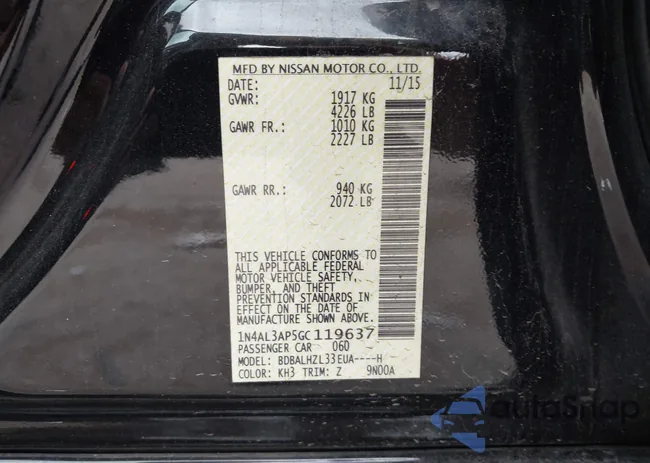 MFD BY NISSAN MOTOR CO., LTD.
DATE: 11/15
GVWR: 1917 KG
4226 LB
GAWR FR.: 1010 KG
2227 LB
GAWR RR.: 940 KG
2072 LB
THIS VEHICLE CONFORMS TO
ALL APPLICABLE FEDERAL
MOTOR VEHICLE SAFETY,
BUMPER, AND THEFT
PREVENTION STANDARDS IN
EFFECT ON THE DATE OF
MANUFACTURE SHOWN ABOVE.
1N4AL3AP5GC119637
PASSENGER CAR 060
MODEL: BDBALHZL33EUA----H
COLOR: KH3 TRIM: Z 9N00A
autoSnap